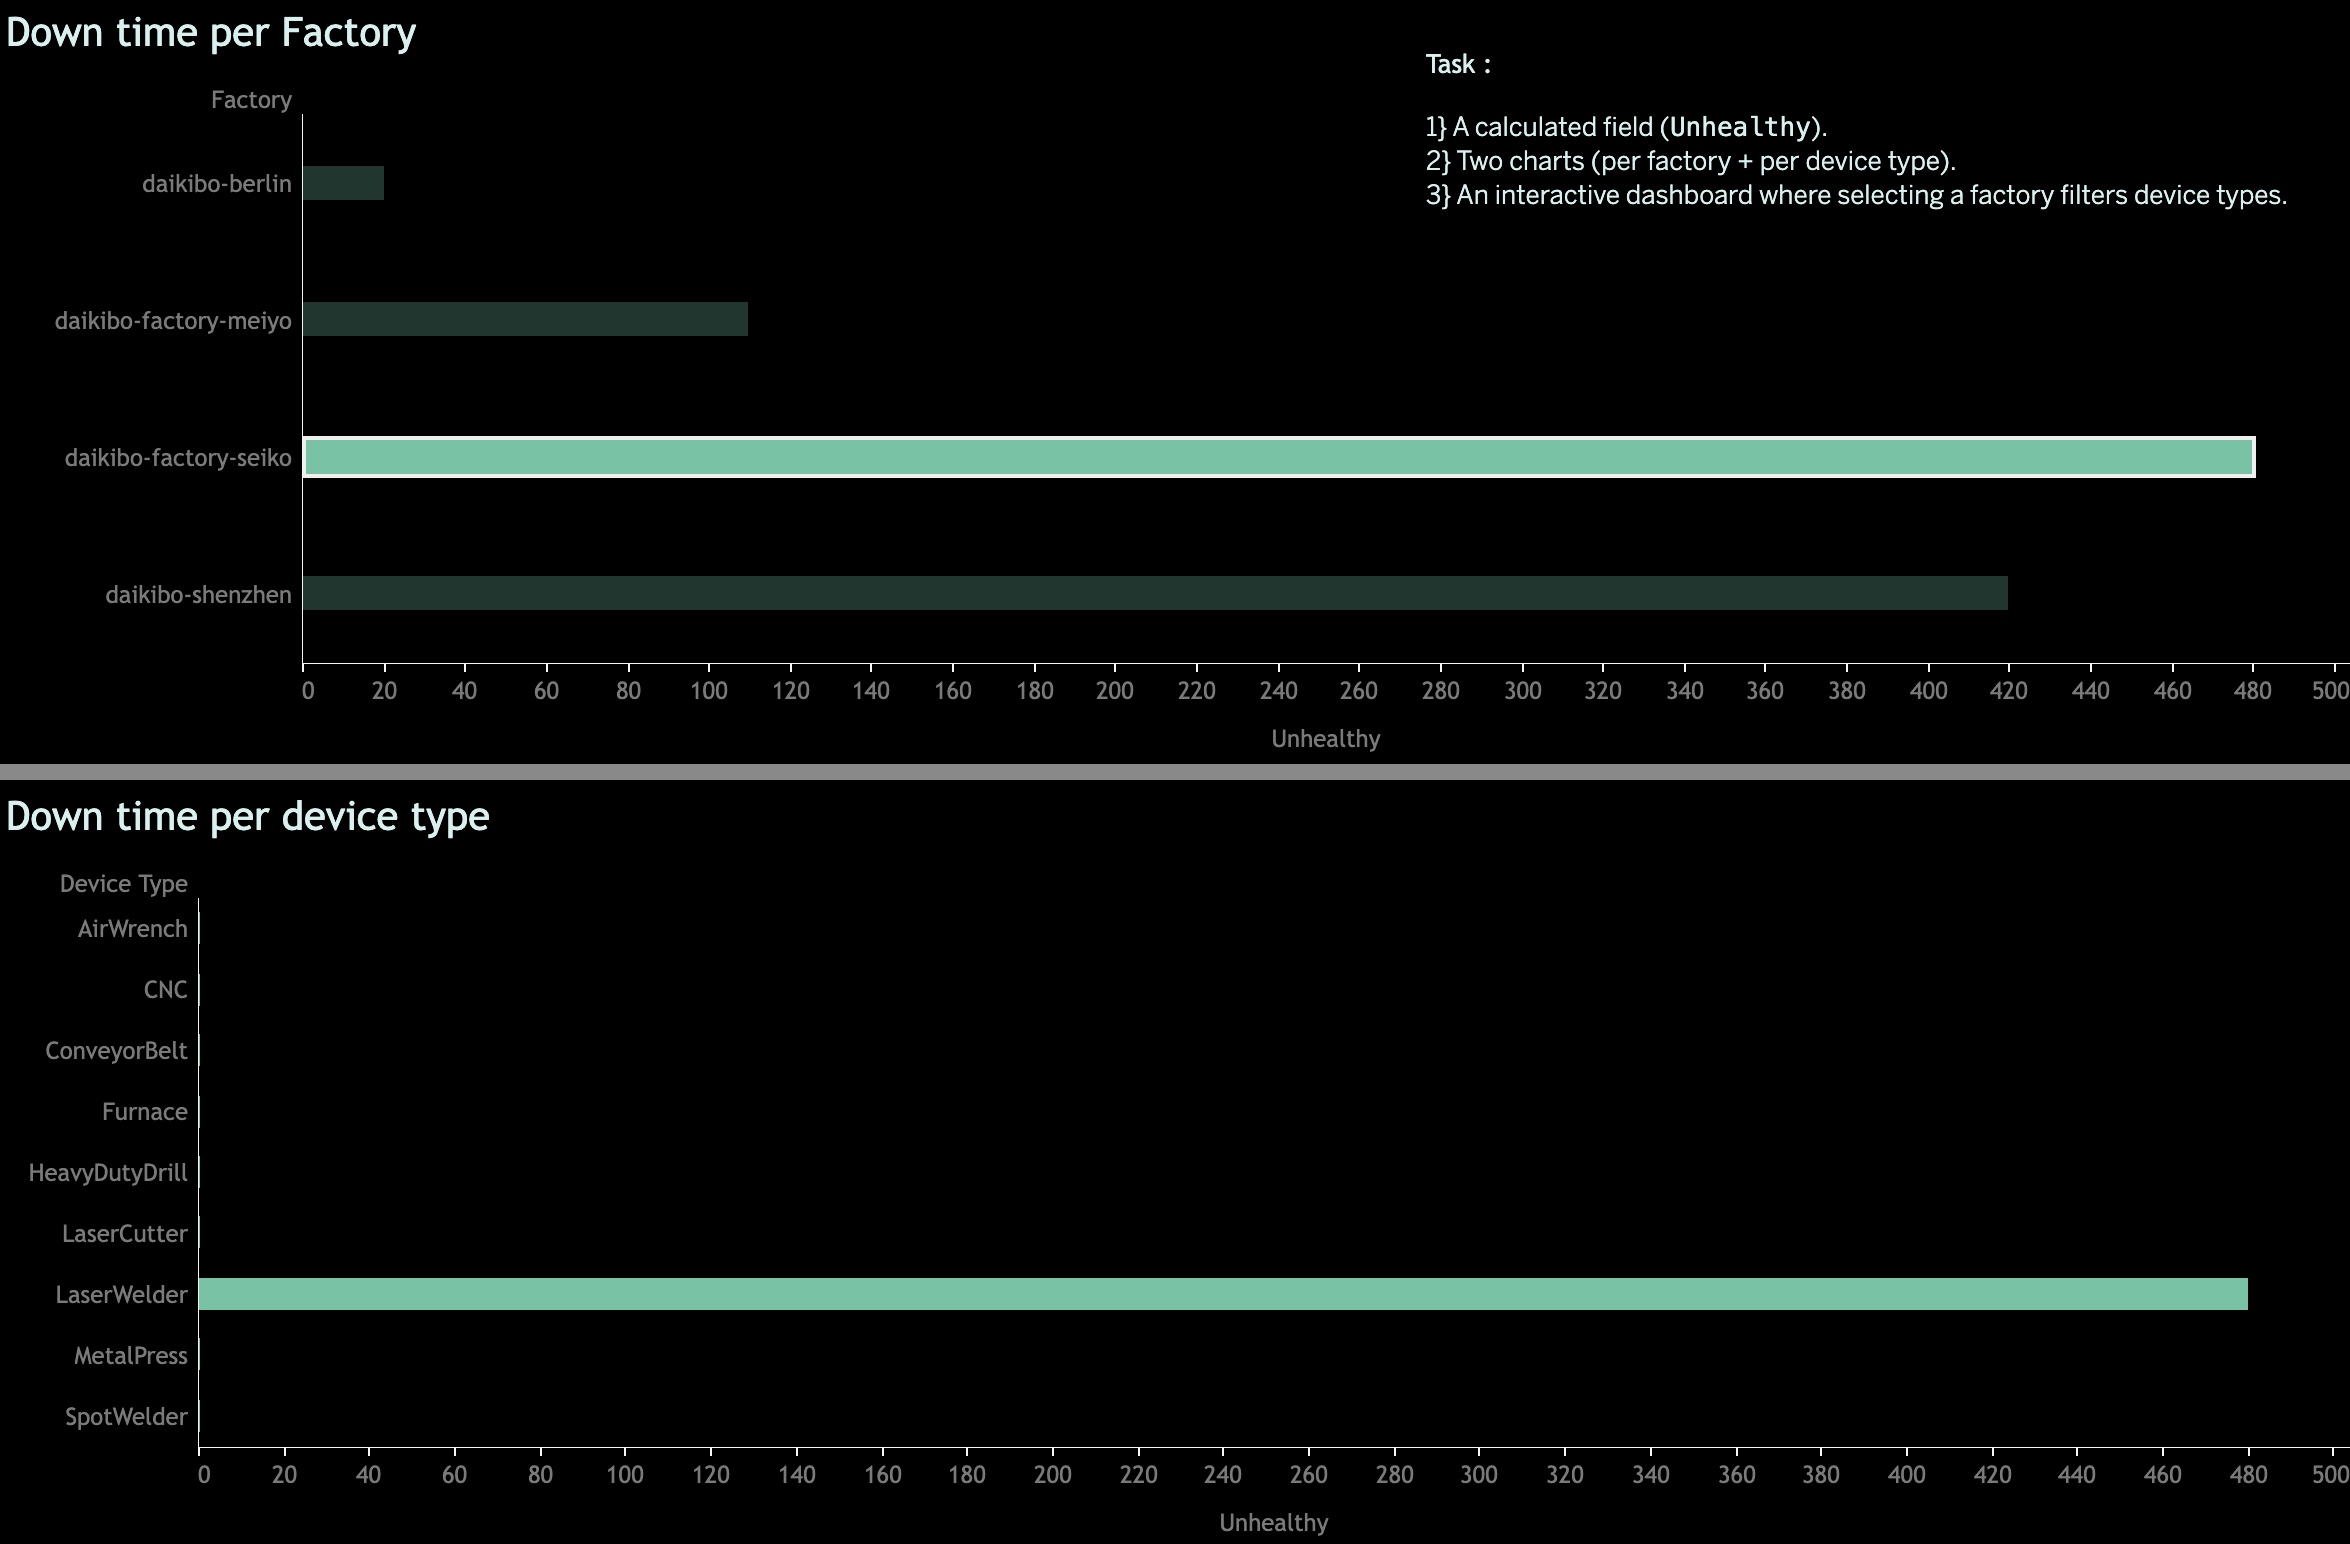 Down time per Factory
Task :
1} A calculated field (Unhealthy).
2} Two charts (per factory + per device type).
3} An interactive dashboard where selecting a factory filters device types.
Factory
daikibo-berlin
daikibo-factory-meiyo
daikibo-factory-seiko
daikibo-shenzhen
0 20 40 60 80 100 120 140 160 180 200 220 240 260 280 300 320 340 360 380 400 420 440 460 480 500
Unhealthy
Down time per device type
Device Type
AirWrench
CNC
ConveyorBelt
Furnace
HeavyDutyDrill
LaserCutter
LaserWelder
MetalPress
SpotWelder
0 20 40 60 80 100 120 140 160 180 200 220 240 260 280 300 320 340 360 380 400 420 440 460 480 500
Unhealthy